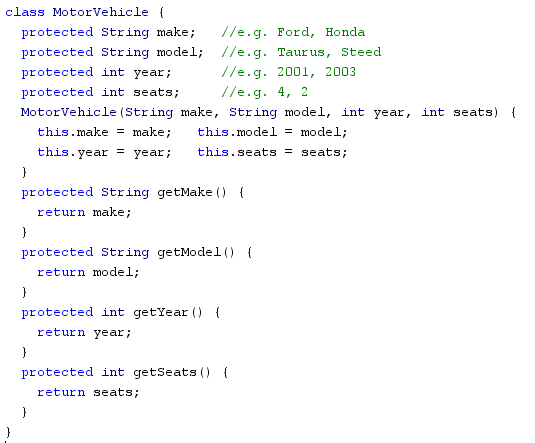 class MotorVehicle {
  protected String make;   //e.g. Ford, Honda
  protected String model;  //e.g. Taurus, Steed
  protected int year;      //e.g. 2001, 2003
  protected int seats;     //e.g. 4, 2
  MotorVehicle(String make, String model, int year, int seats) {
    this.make = make;   this.model = model;
    this.year = year;   this.seats = seats;
  }
  protected String getMake() {
    return make;
  }
  protected String getModel() {
    return model;
  }
  protected int getYear() {
    return year;
  }
  protected int getSeats() {
    return seats;
  }
}